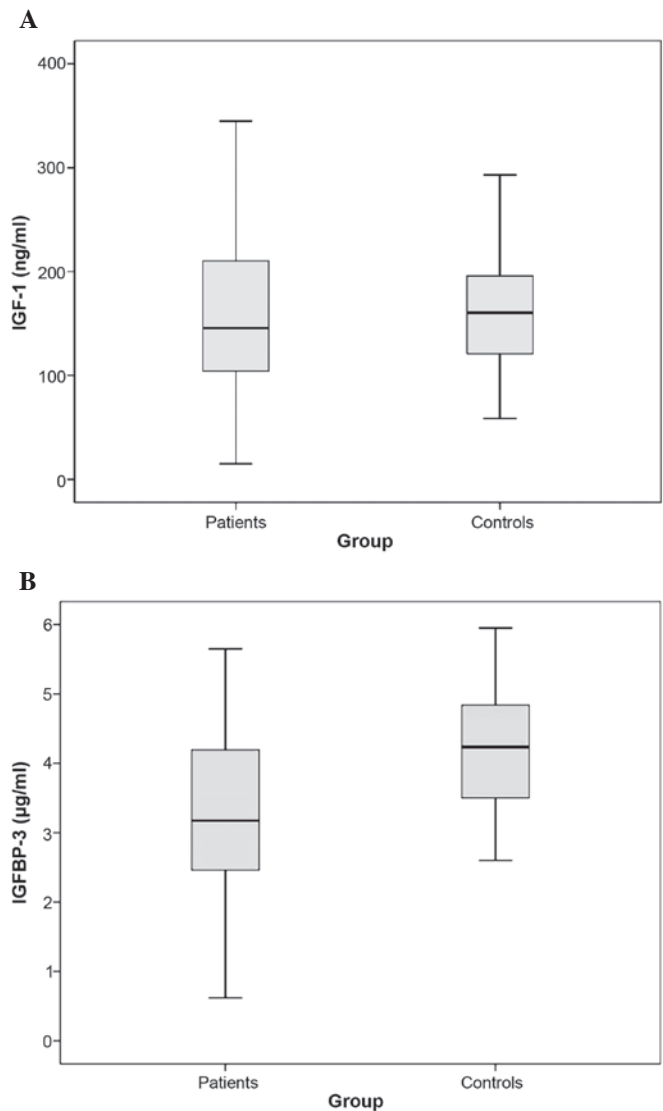 A
400
300
200
100
0
IGF-1 (ng/ml)
Patients Controls
Group
B
6
5
4
3
2
1
0
IGFBP-3 (µg/ml)
Patients Controls
Group